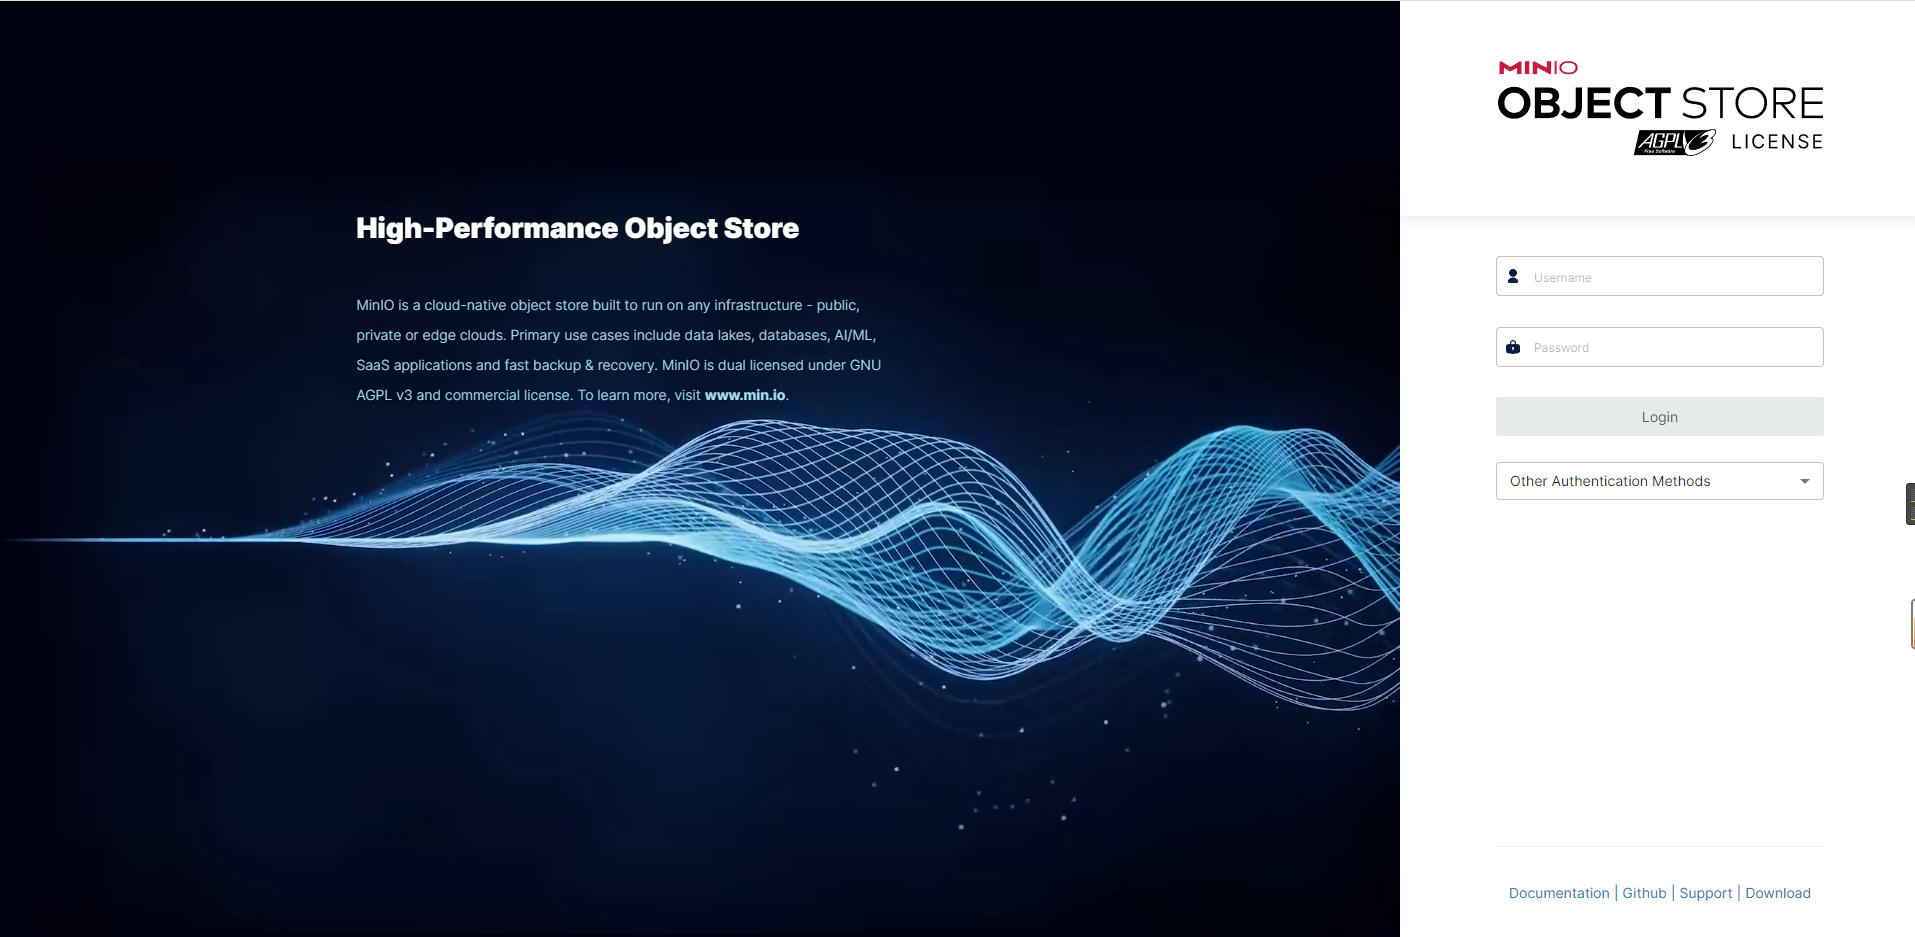 High-Performance Object Store
MinIO is a cloud-native object store built to run on any infrastructure - public,
private or edge clouds. Primary use cases include data lakes, databases, AI/ML,
SaaS applications and fast backup & recovery. MinIO is dual licensed under GNU
AGPL v3 and commercial license. To learn more, visit www.min.io.
MINIO
OBJECT STORE
AGPLv3 LICENSE
Free Software
Username
Password
Login
Other Authentication Methods
Documentation | Github | Support | Download